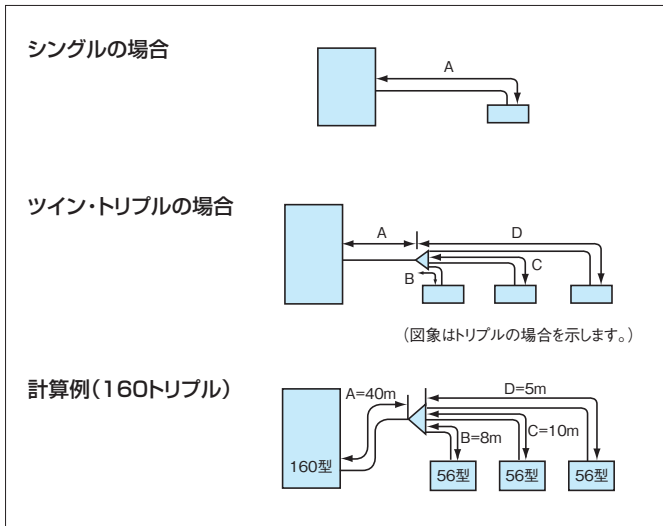 シングルの場合
A
ツイン・トリプルの場合
A
D
C
B
(図象はトリプルの場合を示します。)
計算例(160トリプル)
A=40m
D=5m
B=8m
C=10m
160型
56型
56型
56型